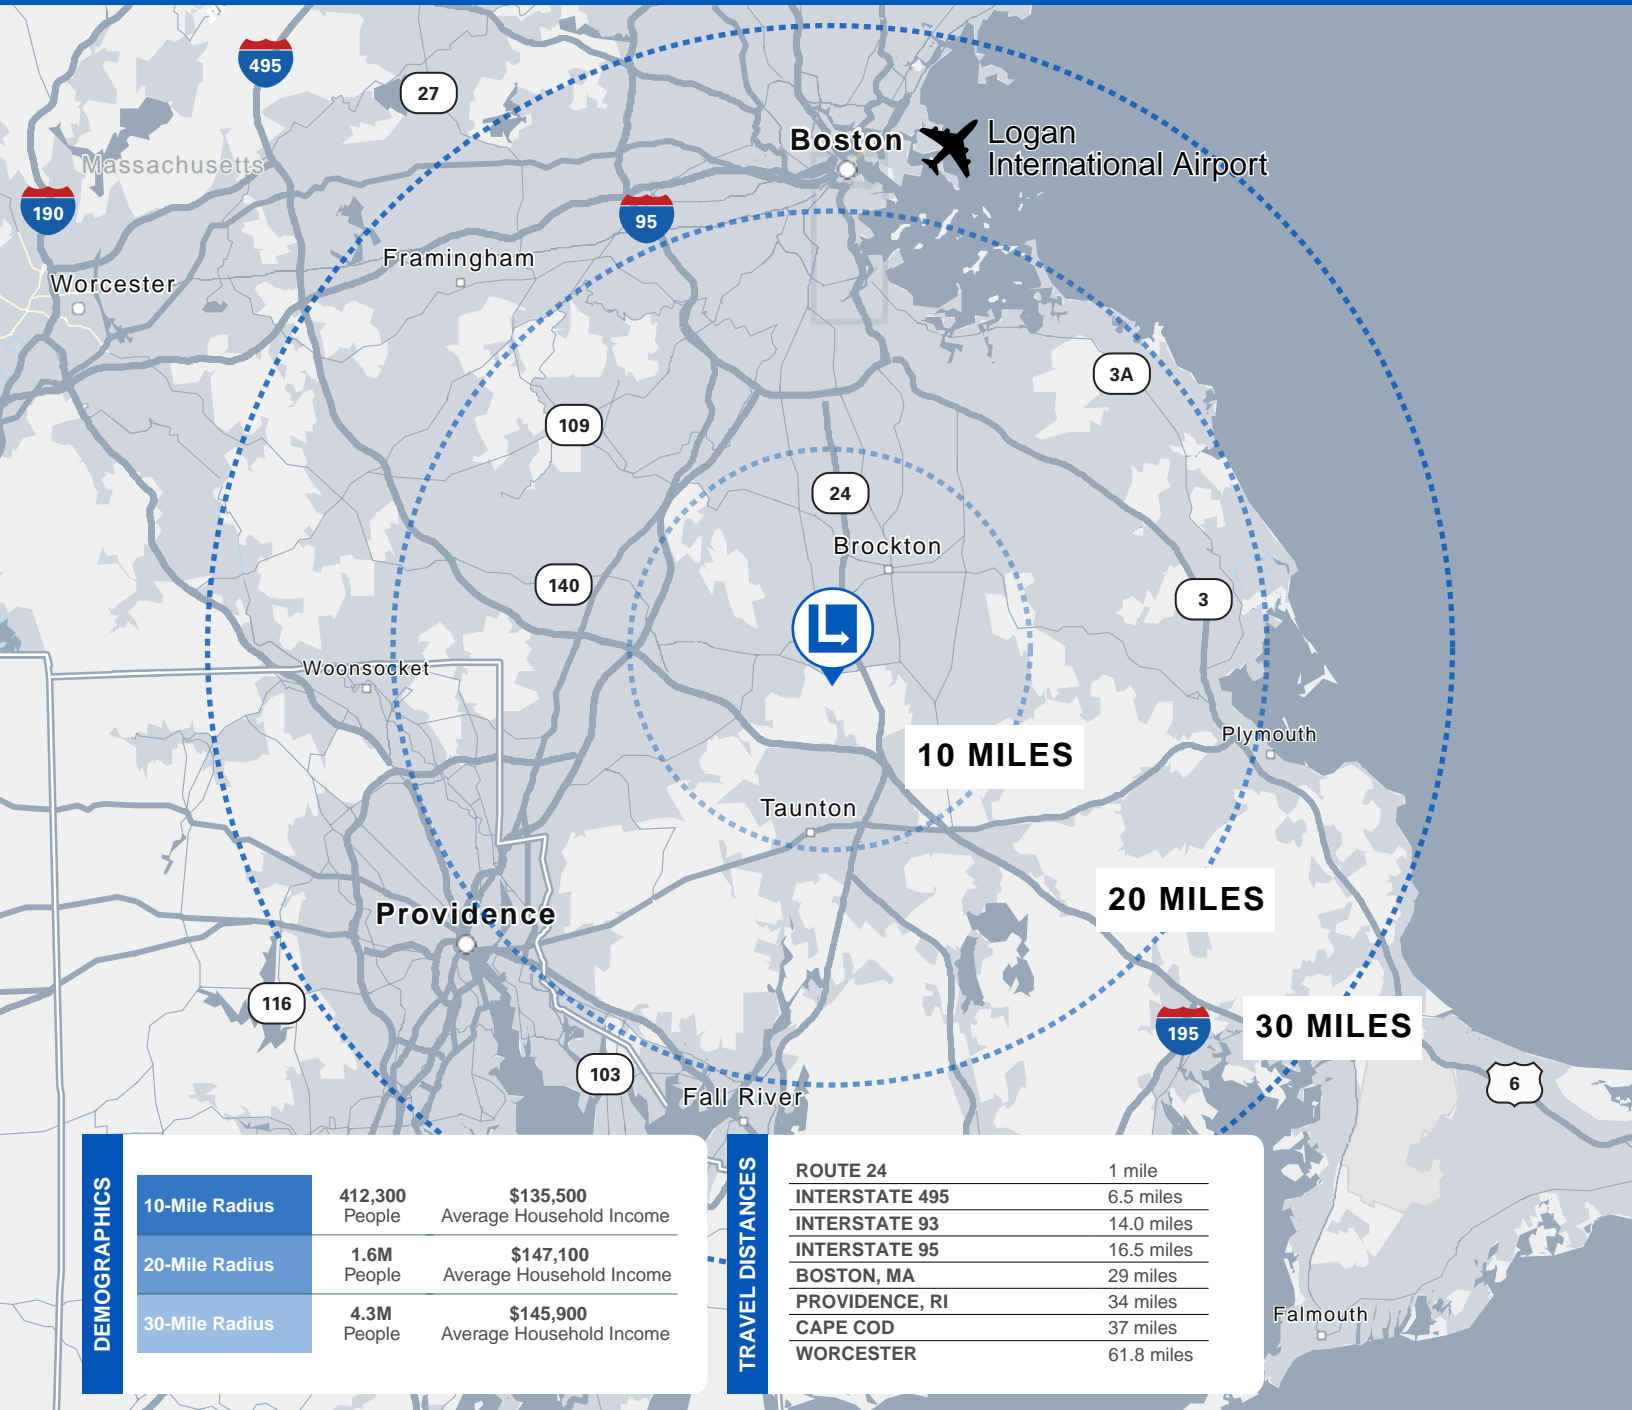 495
27
Boston
Logan
International Airport
Massachusetts
190
95
Framingham
Worcester
3A
109
24
Brockton
140
3
Woonsocket
Plymouth
10 MILES
Taunton
20 MILES
Providence
116
30 MILES
195
103
6
Fall River
DEMOGRAPHICS
10-Mile Radius
412,300
People
$135,500
Average Household Income
20-Mile Radius
1.6M
People
$147,100
Average Household Income
30-Mile Radius
4.3M
People
$145,900
Average Household Income
TRAVEL DISTANCES
ROUTE 24 1 mile
INTERSTATE 495 6.5 miles
INTERSTATE 93 14.0 miles
INTERSTATE 95 16.5 miles
BOSTON, MA 29 miles
PROVIDENCE, RI 34 miles
CAPE COD 37 miles
WORCESTER 61.8 miles
Falmouth